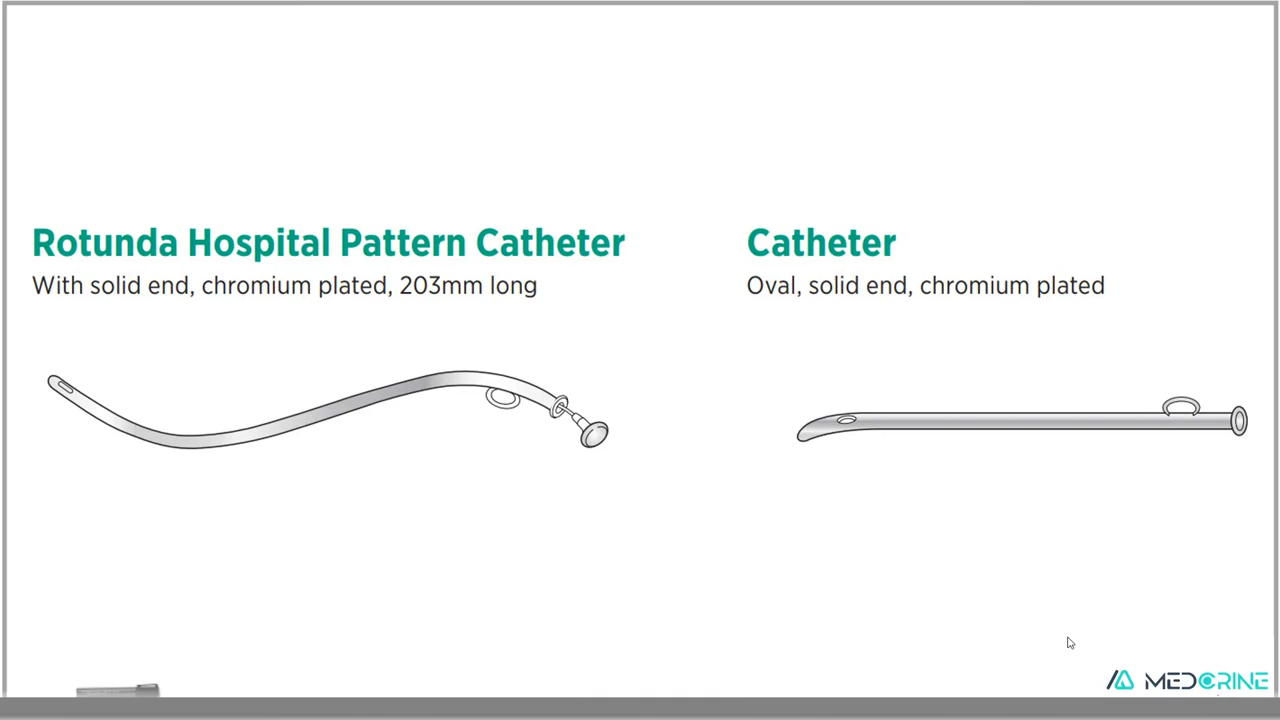 Rotunda Hospital Pattern Catheter
With solid end, chromium plated, 203mm long
Catheter
Oval, solid end, chromium plated
MEDCRINE